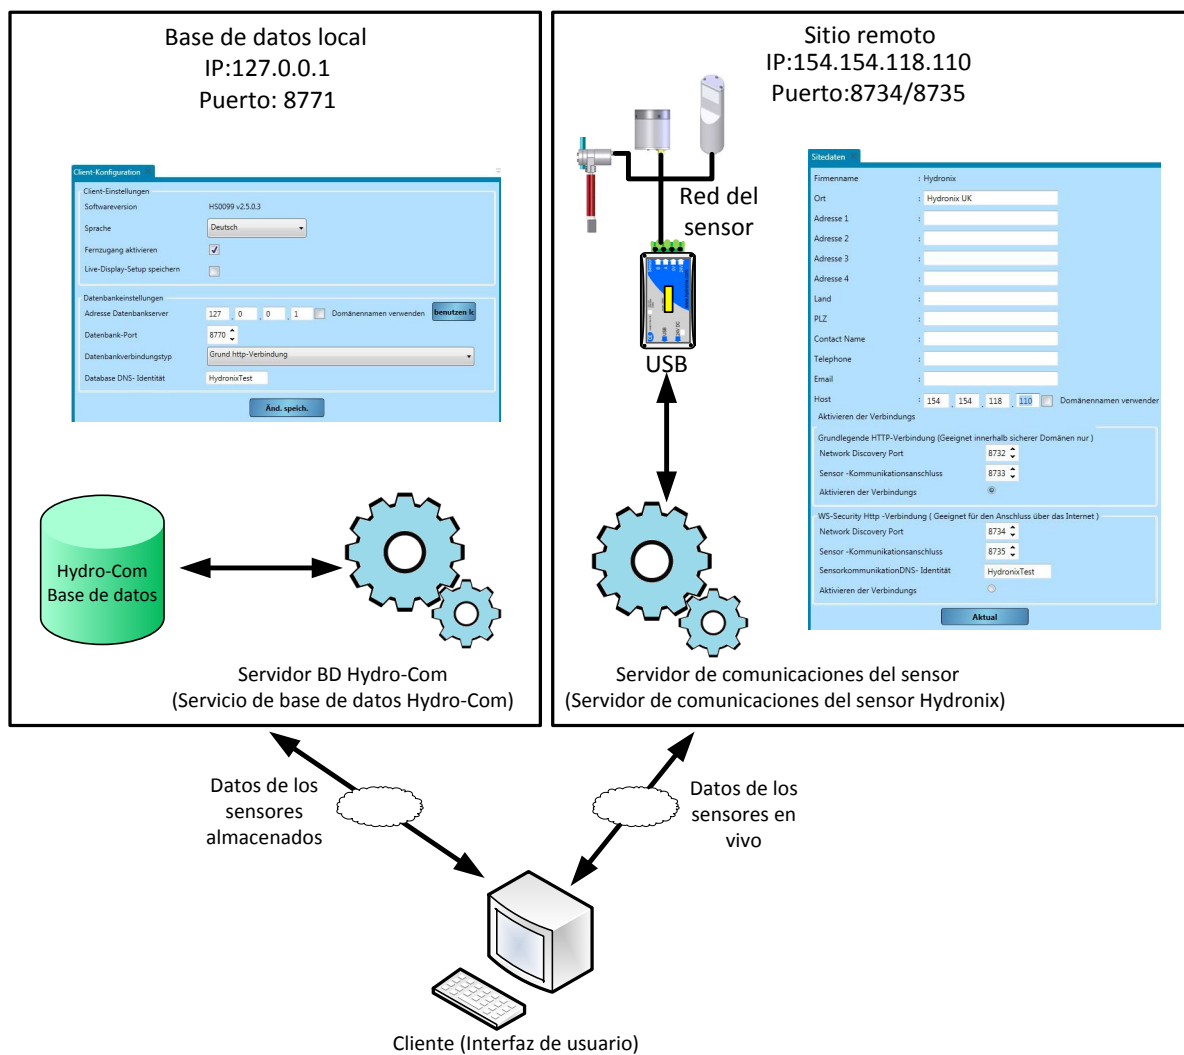 Base de datos local
IP:127.0.0.1
Puerto: 8771
Client-Konfiguration
Client-Einstellungen
Softwareversion HS0099 v2.5.0.3
Sprache Deutsch
Fernzugang aktivieren
Live-Display-Setup speichern
Datenbankeinstellungen
Adresse Datenbankserver 127 . 0 . 0 . 1 Domänennamen verwenden benutzen lc
Datenbank-Port 8770
Datenbankverbindungstyp Grund http-Verbindung
Database DNS- Identität HydronixTest
Änd. speich.
Hydro-Com
Base de datos
Servidor BD Hydro-Com
(Servicio de base de datos Hydro-Com)
Sitio remoto
IP:154.154.118.110
Puerto:8734/8735
Red del
sensor
USB
Sitedaten
Firmenname : Hydronix
Ort : Hydronix UK
Adresse 1 :
Adresse 2 :
Adresse 3 :
Adresse 4 :
Land :
PLZ :
Contact Name :
Telephone :
Email :
Host : 154 . 154 . 118 . 110 Domänennamen verwender
Aktivieren der Verbindungs
Grundlegende HTTP-Verbindung (Geeignet innerhalb sicherer Domänen nur )
Network Discovery Port 8732
Sensor -Kommunikationsanschluss 8733
Aktivieren der Verbindungs
WS-Security Http -Verbindung ( Geeignet für den Anschluss über das Internet )
Network Discovery Port 8734
Sensor -Kommunikationsanschluss 8735
SensorkommunikationDNS- Identität HydronixTest
Aktivieren der Verbindungs
Aktual
Servidor de comunicaciones del sensor
(Servidor de comunicaciones del sensor Hydronix)
Datos de los
sensores
almacenados
Datos de los
sensores en
vivo
Cliente (Interfaz de usuario)